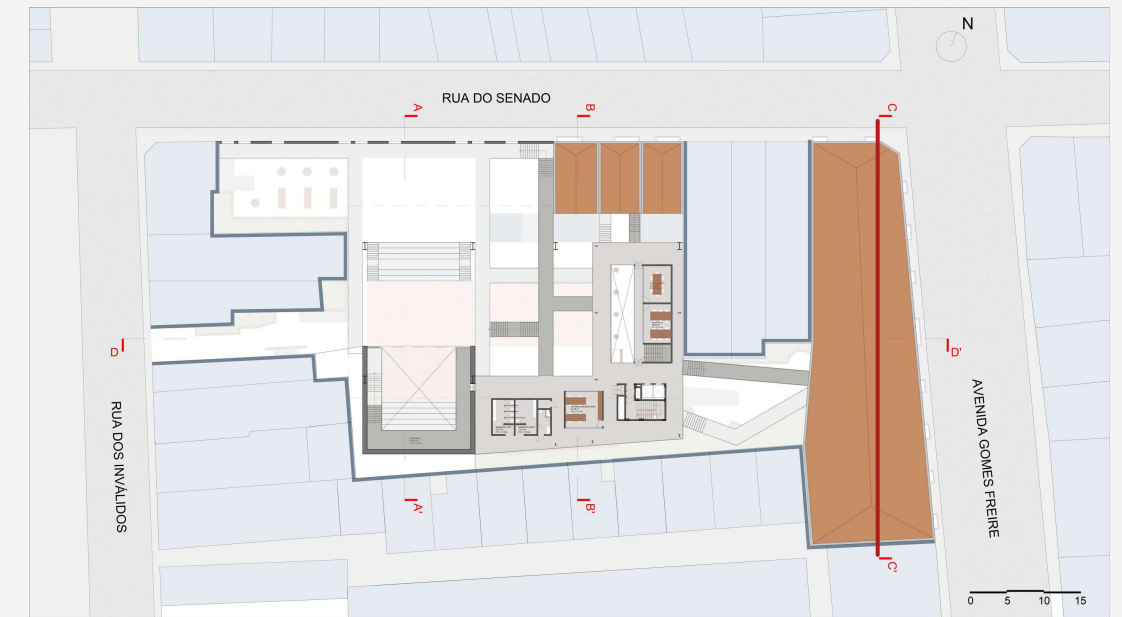 N
RUA DO SENADO
A
B
C
D
D'
RUA DOS INVÁLIDOS
AVENIDA GOMES FREIRE
A'
B'
C'
0 5 10 15